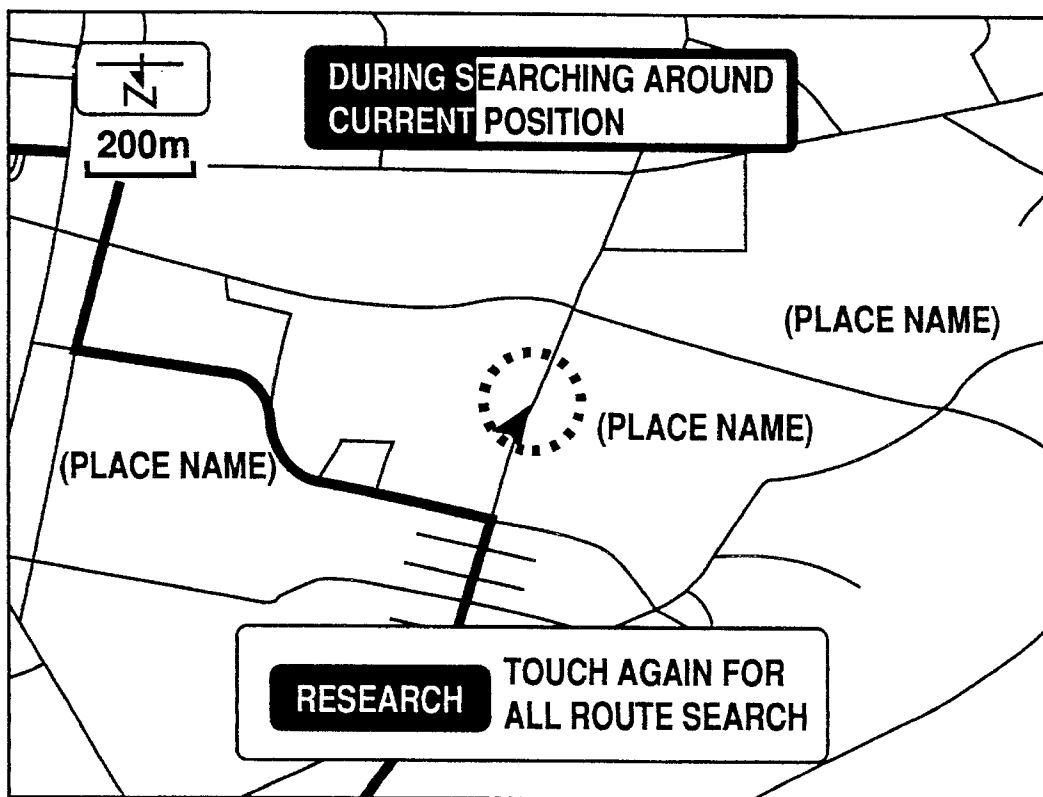 N
DURING SEARCHING AROUND
CURRENT POSITION
200m
(PLACE NAME)
(PLACE NAME)
(PLACE NAME)
RESEARCH
TOUCH AGAIN FOR
ALL ROUTE SEARCH